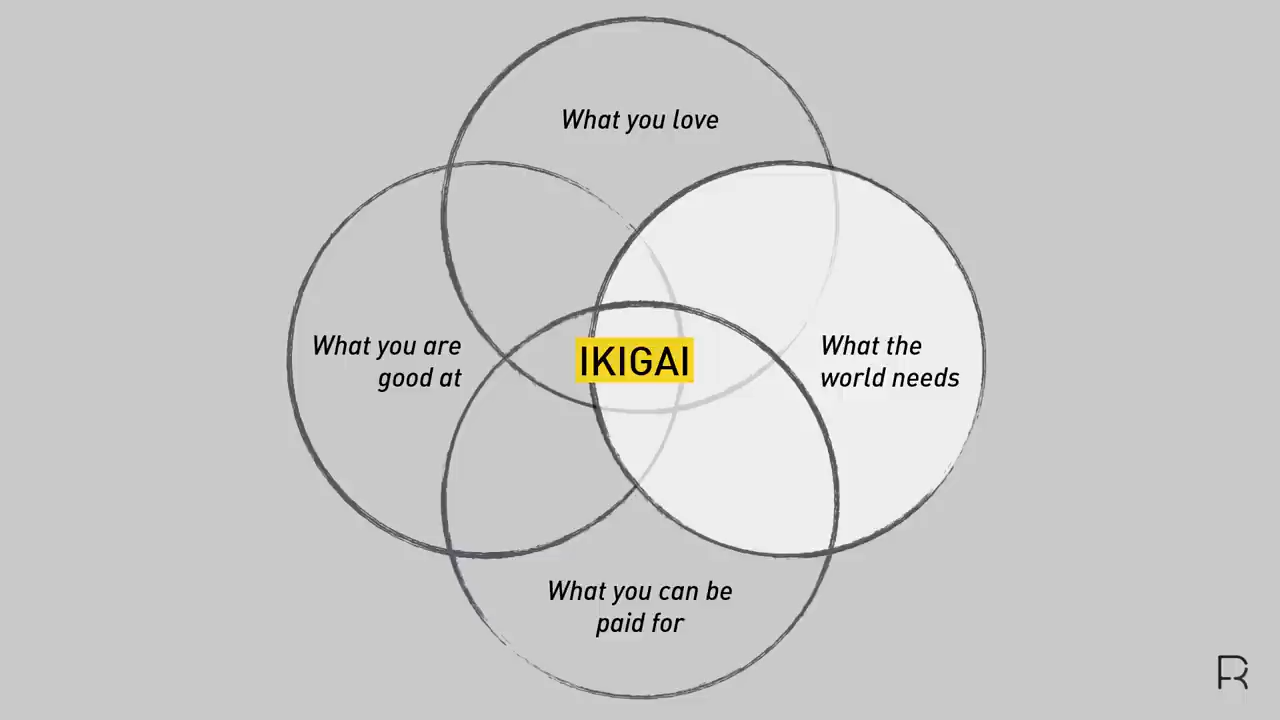 What you love
What you are
good at
IKIGAI
What the
world needs
What you can be
paid for